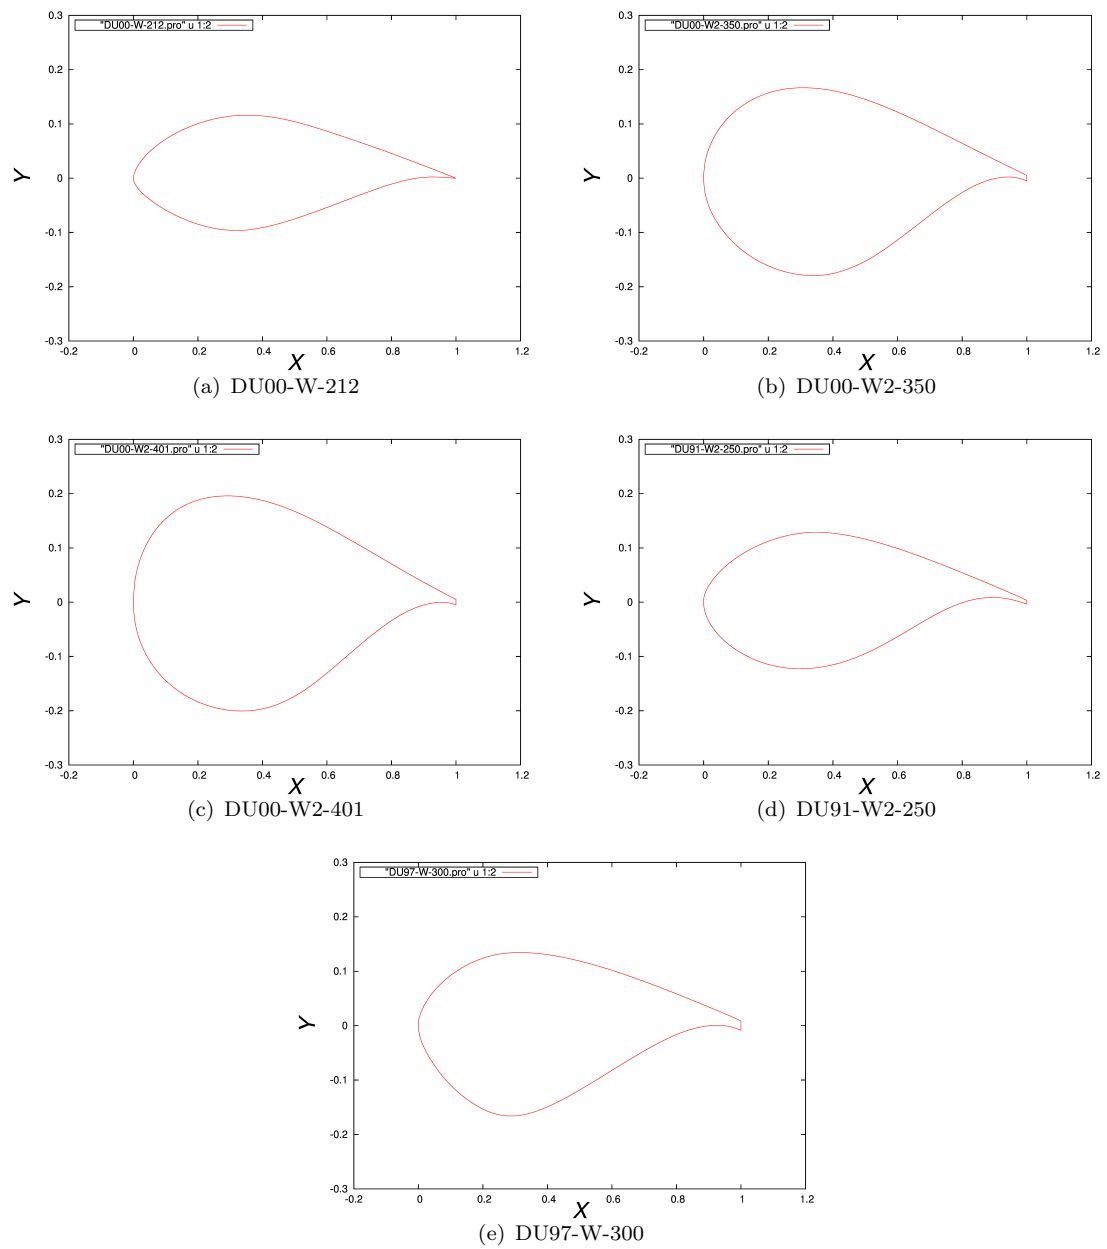 "DU00-W-212.pro" u 1:2
0.3
0.2
0.1
0
-0.1
-0.2
-0.3
Y
-0.2 0 0.2 0.4 0.6 0.8 1 1.2
X
(a) DU00-W-212
"DU00-W2-350.pro" u 1:2
0.3
0.2
0.1
0
-0.1
-0.2
-0.3
Y
-0.2 0 0.2 0.4 0.6 0.8 1 1.2
X
(b) DU00-W2-350
"DU00-W2-401.pro" u 1:2
0.3
0.2
0.1
0
-0.1
-0.2
-0.3
Y
-0.2 0 0.2 0.4 0.6 0.8 1 1.2
X
(c) DU00-W2-401
"DU91-W2-250.pro" u 1:2
0.3
0.2
0.1
0
-0.1
-0.2
-0.3
Y
-0.2 0 0.2 0.4 0.6 0.8 1 1.2
X
(d) DU91-W2-250
"DU97-W-300.pro" u 1:2
0.3
0.2
0.1
0
-0.1
-0.2
-0.3
Y
-0.2 0 0.2 0.4 0.6 0.8 1 1.2
X
(e) DU97-W-300